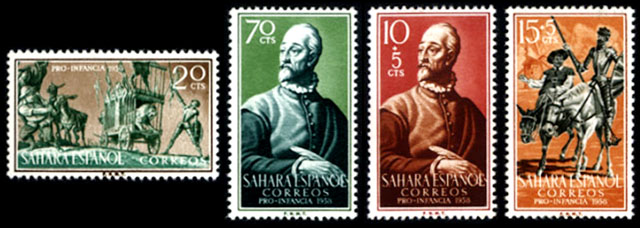 PRO-INFANCIA 1958
20
CTS
SAHARA ESPAÑOL CORREOS
70
CTS
SAHARA ESPAÑOL
CORREOS
PRO-INFANCIA 1958
F.N.M.T.
10
+5
CTS
SAHARA ESPAÑOL
CORREOS
PRO-INFANCIA 1958
F.N.M.T.
15+5
CTS
SAHARA ESPAÑOL
CORREOS
PRO-INFANCIA 1958
F.N.M.T.